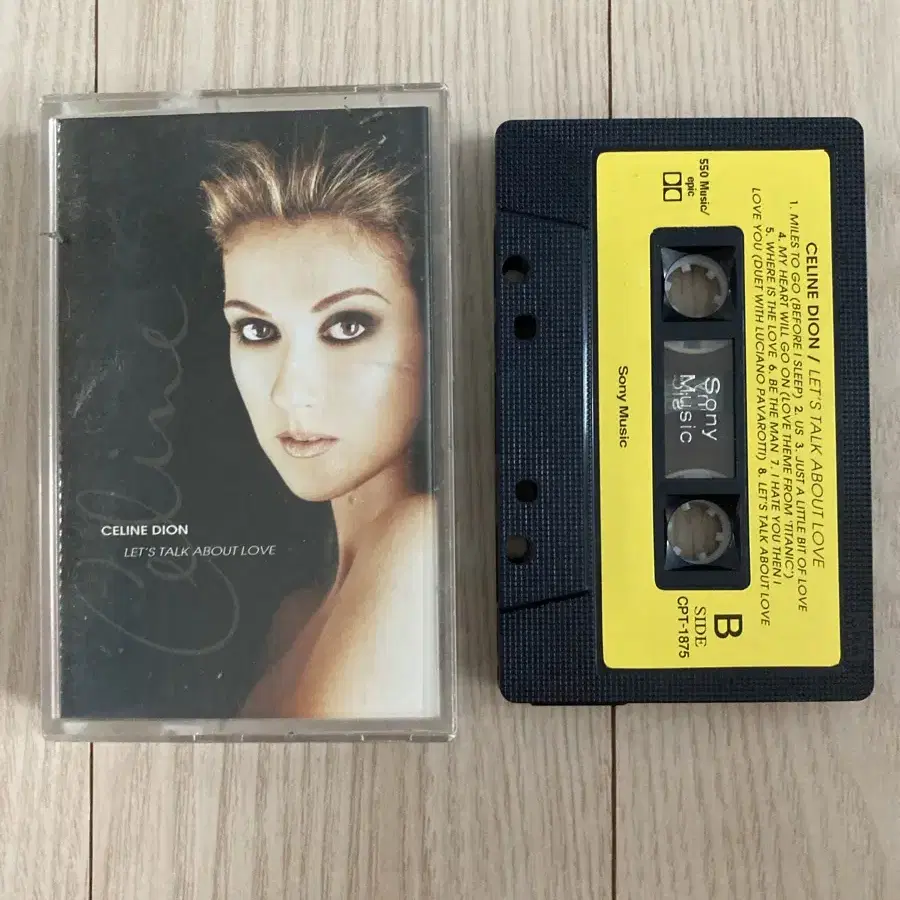 Celine
CELINE DION
LET'S TALK ABOUT LOVE
550 Music/
epic
CELINE DION / LET'S TALK ABOUT LOVE
1. MILES TO GO (BEFORE I SLEEP) 2. US 3. JUST A LITTLE BIT OF LOVE
4. MY HEART WILL GO ON (LOVE THEME FROM 'TITANIC')
5. WHERE IS THE LOVE 6. BE THE MAN 7. I HATE YOU THEN I
LOVE YOU (DUET WITH LUCIANO PAVAROTTI) 8. LET'S TALK ABOUT LOVE
Sony
Music
Sony Music
B
SIDE
CPT-1875